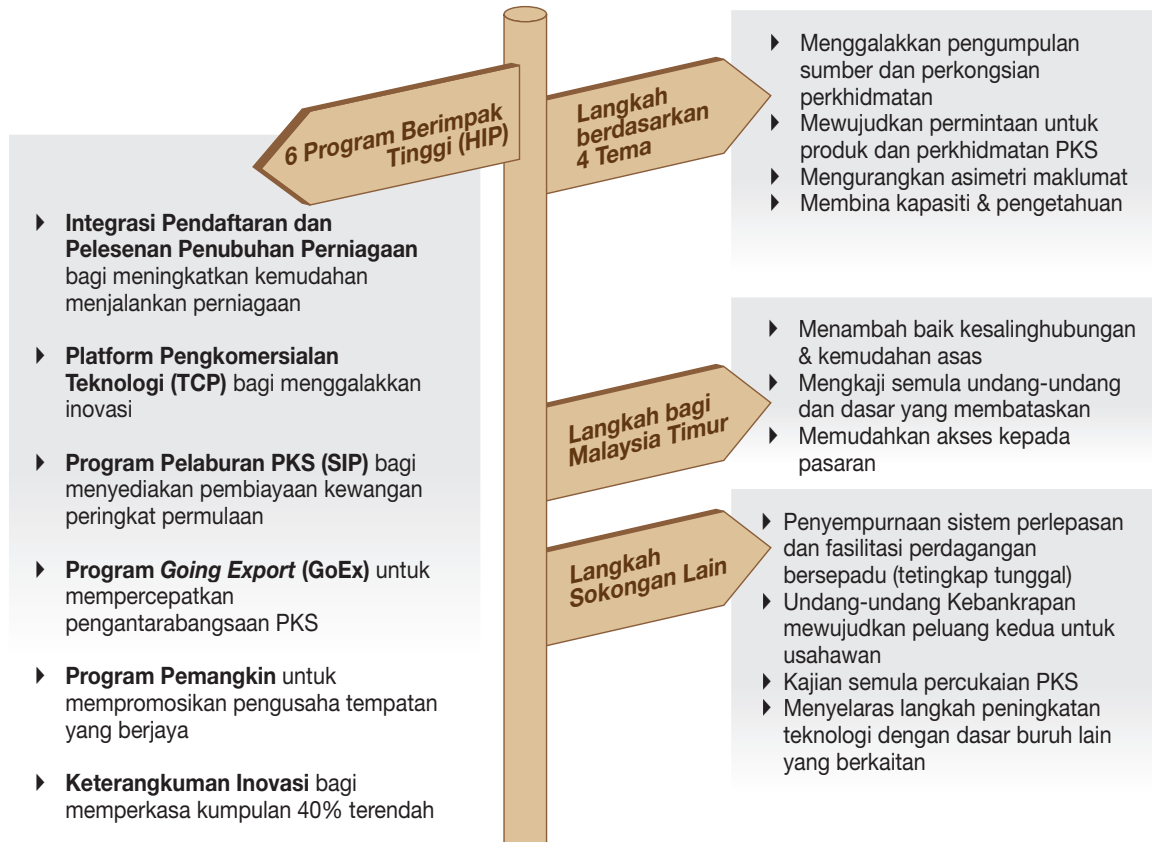 6 Program Berimpak
Tinggi (HIP)
▸ Integrasi Pendaftaran dan
Pelesenan Penubuhan Perniagaan
bagi meningkatkan kemudahan
menjalankan perniagaan
▸ Platform Pengkomersialan
Teknologi (TCP) bagi menggalakkan
inovasi
▸ Program Pelaburan PKS (SIP) bagi
menyediakan pembiayaan kewangan
peringkat permulaan
▸ Program Going Export (GoEx) untuk
mempercepatkan
pengantarabangsaan PKS
▸ Program Pemangkin untuk
mempromosikan pengusaha tempatan
yang berjaya
▸ Keterangkuman Inovasi bagi
memperkasa kumpulan 40% terendah
Langkah
berdasarkan
4 Tema
▸ Menggalakkan pengumpulan
sumber dan perkongsian
perkhidmatan
▸ Mewujudkan permintaan untuk
produk dan perkhidmatan PKS
▸ Mengurangkan asimetri maklumat
▸ Membina kapasiti & pengetahuan
Langkah bagi
Malaysia Timur
▸ Menambah baik kesalinghubungan
& kemudahan asas
▸ Mengkaji semula undang-undang
dan dasar yang membataskan
▸ Memudahkan akses kepada
pasaran
Langkah
Sokongan Lain
▸ Penyempurnaan sistem perlepasan
dan fasilitasi perdagangan
bersepadu (tetingkap tunggal)
▸ Undang-undang Kebankrapan
mewujudkan peluang kedua untuk
usahawan
▸ Kajian semula percukaian PKS
▸ Menyelaras langkah peningkatan
teknologi dengan dasar buruh lain
yang berkaitan